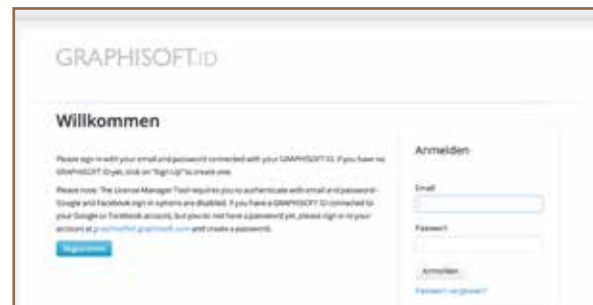 GRAPHISOFT.ID
Willkommen
Please sign in with your email and password connected with your GRAPHISOFT ID. If you have no
GRAPHISOFT ID yet, click on "Sign Up" to create one.
Please note: The License Manager Tool requires you to authenticate with email and password -
Google and Facebook sign in options are disabled. If you have a GRAPHISOFT ID connected to
your Google or Facebook account, but you do not have a password yet, please sign in to your
account at graphisoftid.graphisoft.com and create a password.
Registrieren
Anmelden
Email
Passwort
Anmelden
Passwort vergessen?